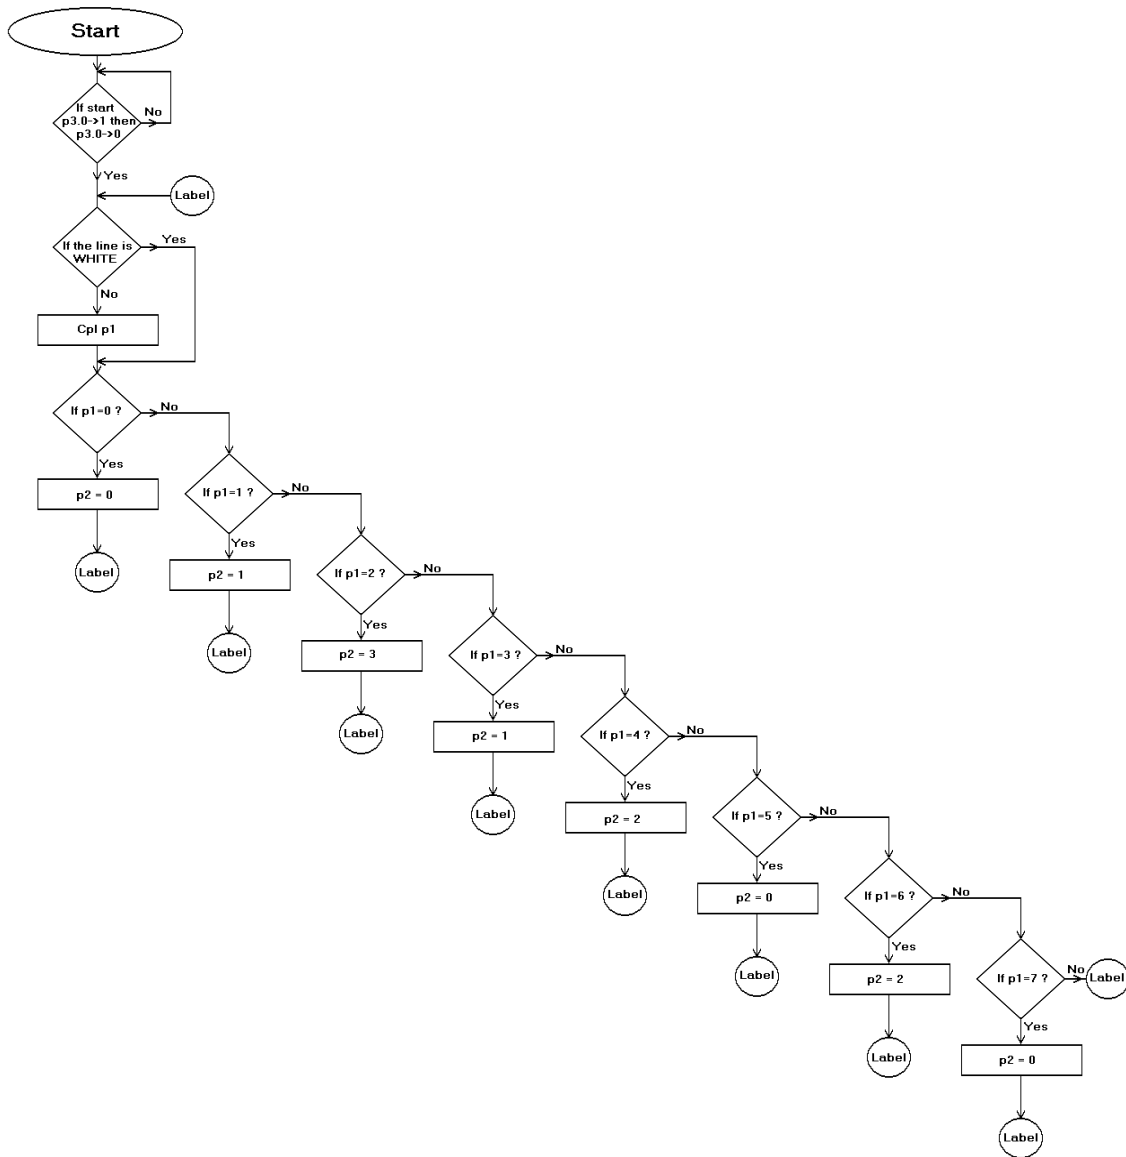 Start
If start
p3.0->1 then
p3.0->0
No
Yes
Label
If the line is
WHITE
Yes
No
Cpl p1
If p1=0 ?
No
Yes
p2 = 0
Label
If p1=1 ?
No
Yes
p2 = 1
Label
If p1=2 ?
No
Yes
p2 = 3
Label
If p1=3 ?
No
Yes
p2 = 1
Label
If p1=4 ?
No
Yes
p2 = 2
Label
If p1=5 ?
No
Yes
p2 = 0
Label
If p1=6 ?
No
Yes
p2 = 2
Label
If p1=7 ?
No
Label
Yes
p2 = 0
Label